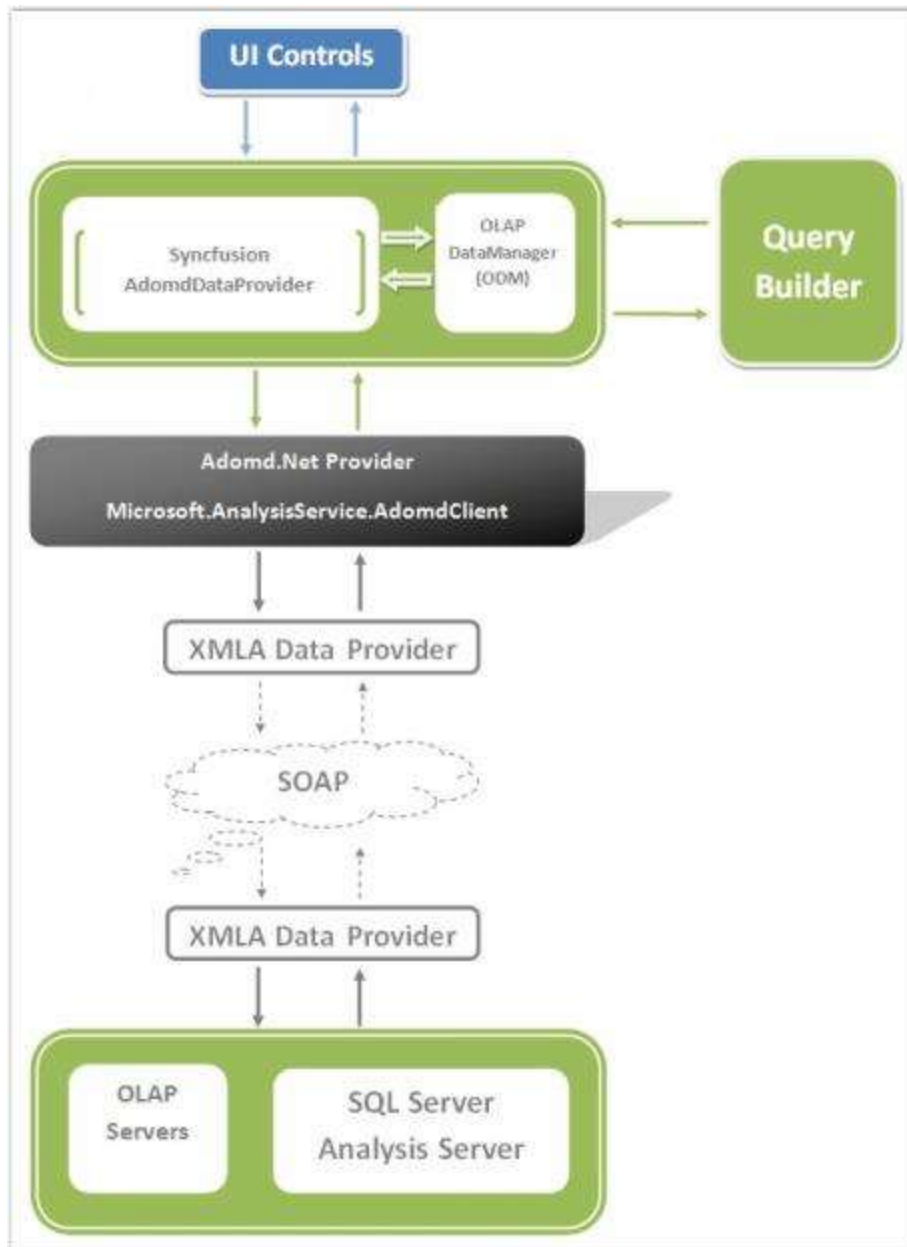 UI Controls
Syncfusion
AdomdDataProvider
OLAP
DataManager
(ODM)
Query
Builder
Adomd.Net Provider
Microsoft.AnalysisService.AdomdClient
XMLA Data Provider
SOAP
XMLA Data Provider
OLAP
Servers
SQL Server
Analysis Server